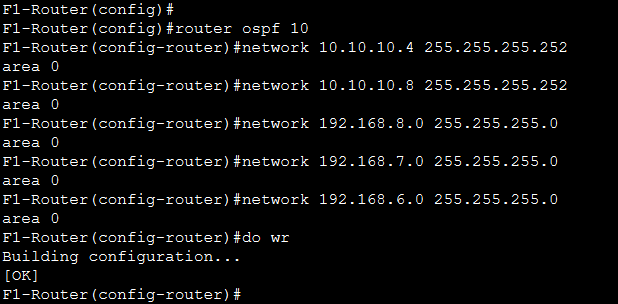 F1-Router(config)#
F1-Router(config)#router ospf 10
F1-Router(config-router)#network 10.10.10.4 255.255.255.252
area 0
F1-Router(config-router)#network 10.10.10.8 255.255.255.252
area 0
F1-Router(config-router)#network 192.168.8.0 255.255.255.0
area 0
F1-Router(config-router)#network 192.168.7.0 255.255.255.0
area 0
F1-Router(config-router)#network 192.168.6.0 255.255.255.0
area 0
F1-Router(config-router)#do wr
Building configuration...
[OK]
F1-Router(config-router)#